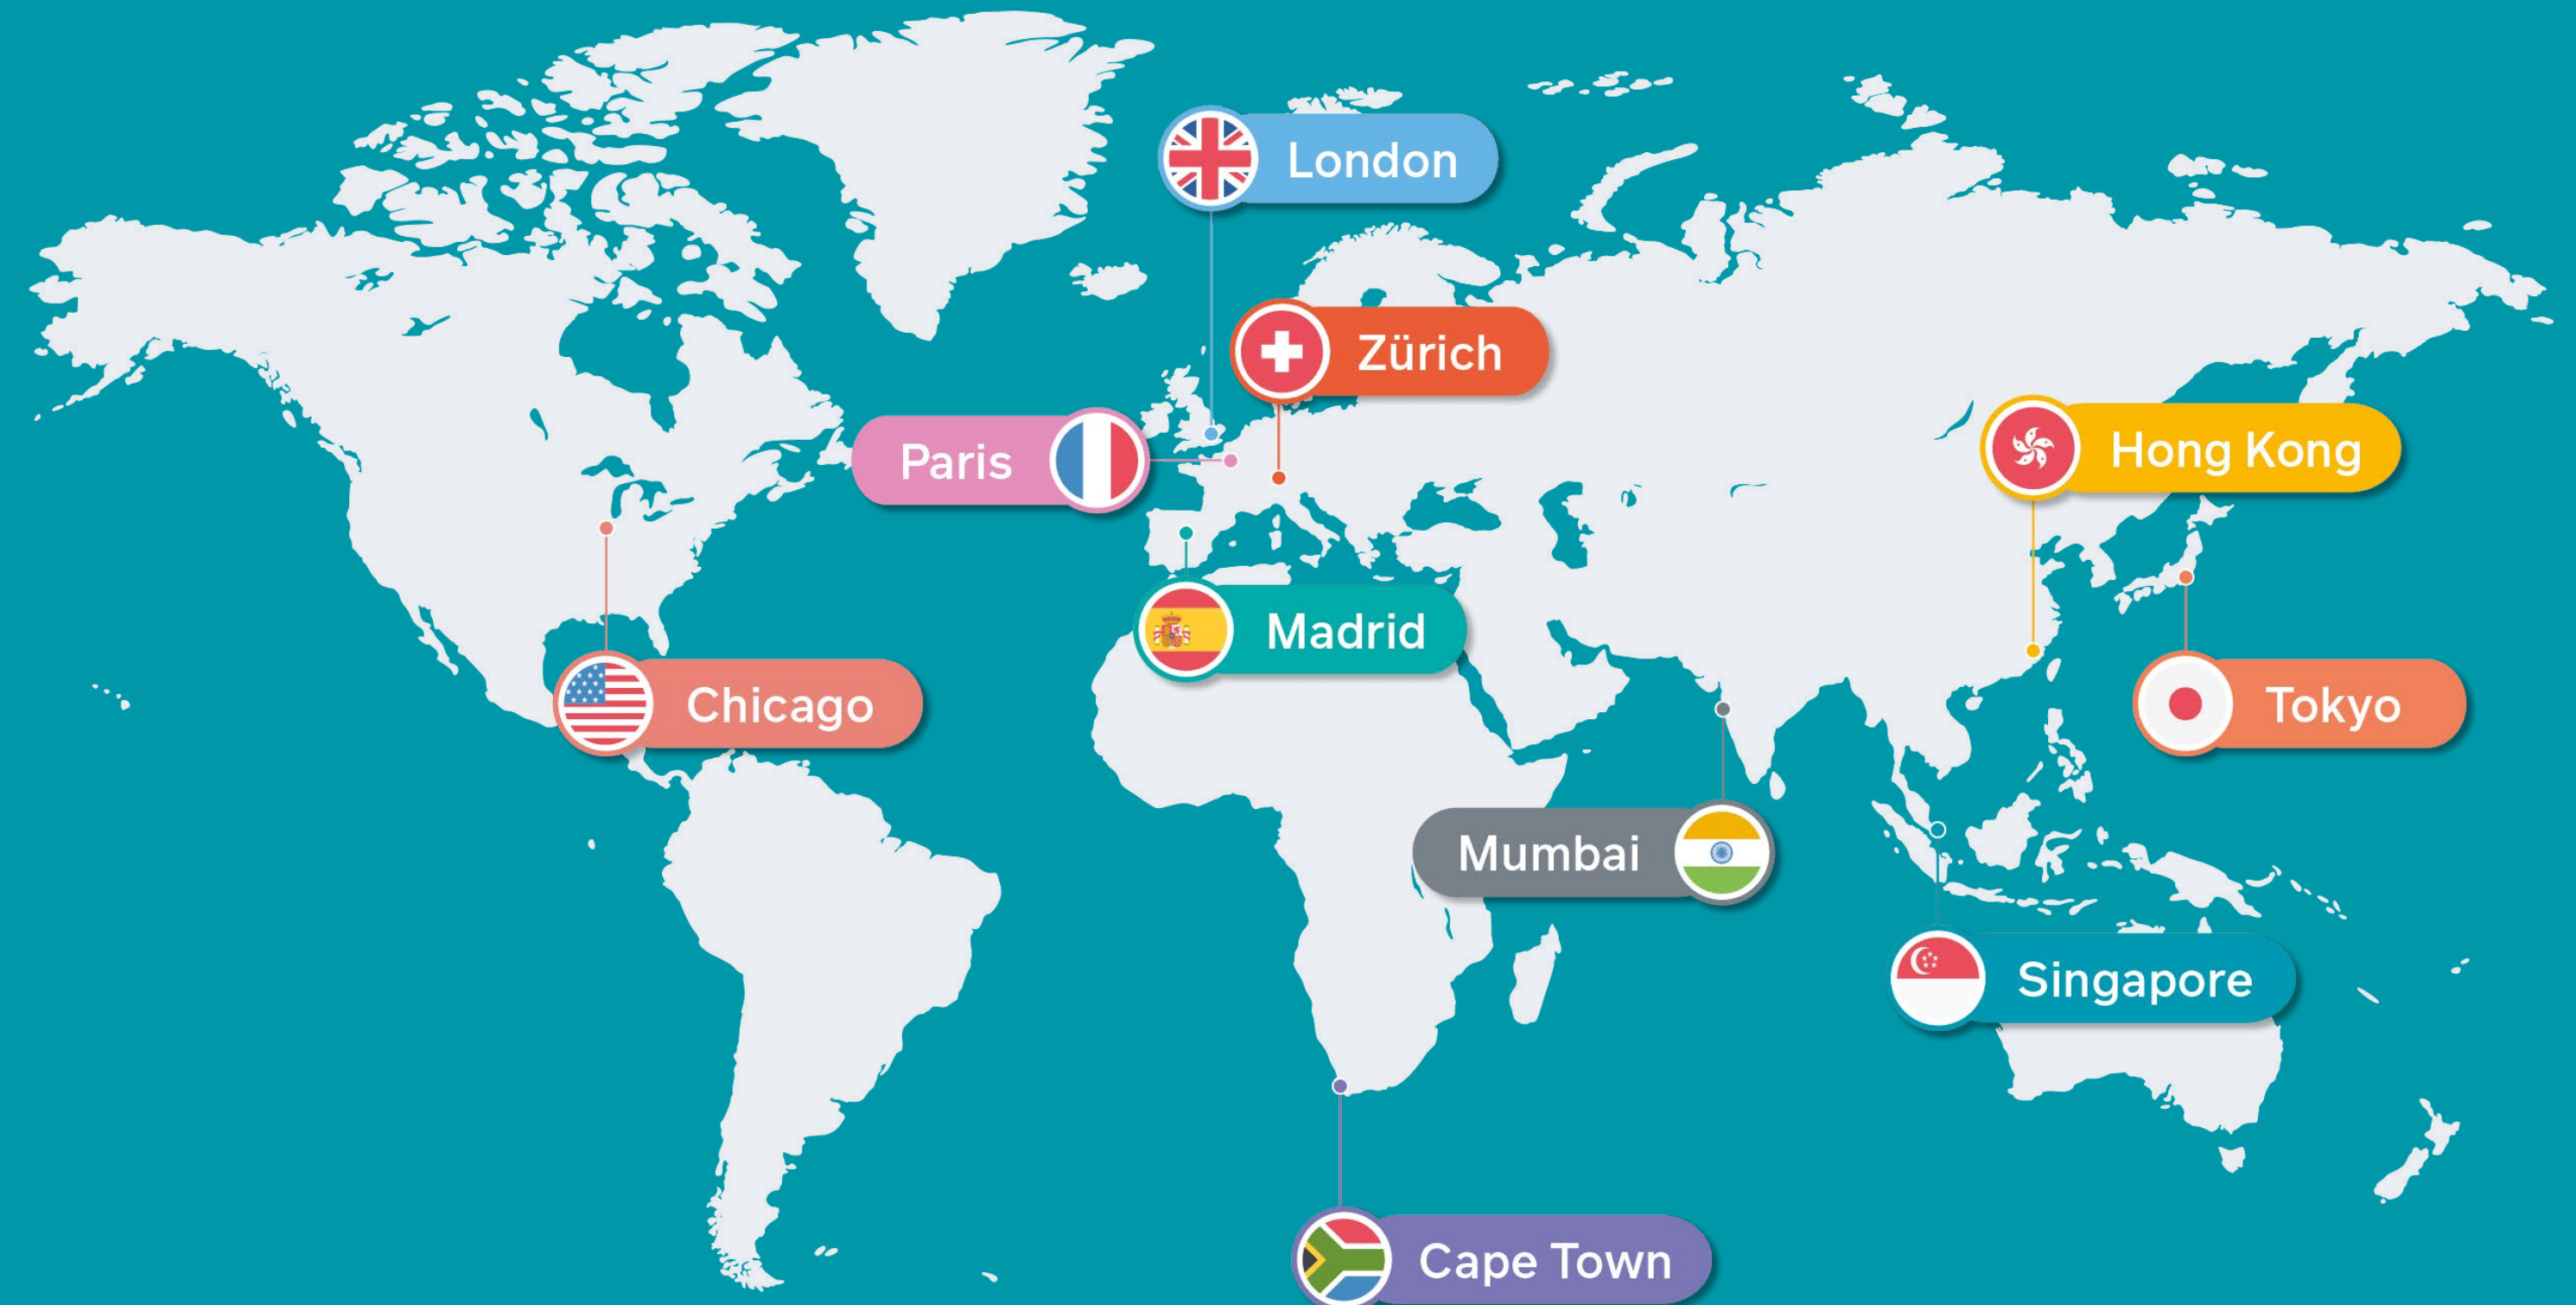 London
Zürich
Hong Kong
Paris
Madrid
Chicago
Tokyo
Mumbai
Singapore
Cape Town